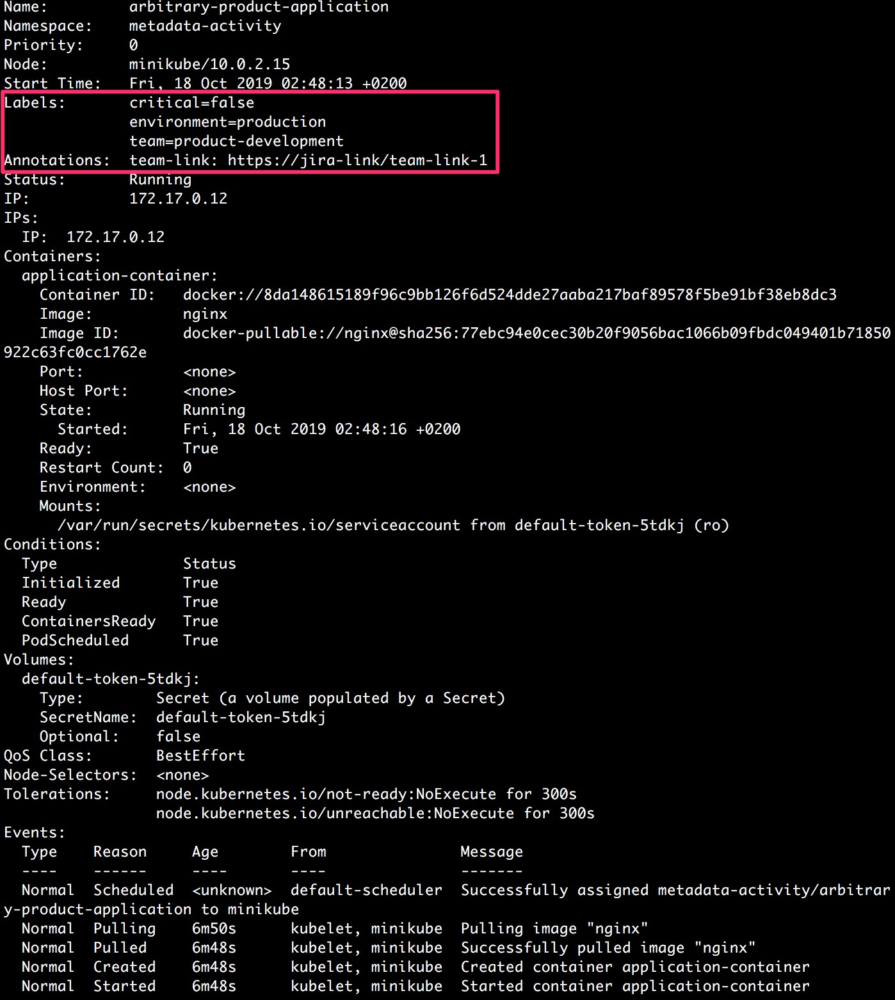 Name:         arbitrary-product-application
Namespace:    metadata-activity
Priority:     0
Node:         minikube/10.0.2.15
Start Time:   Fri, 18 Oct 2019 02:48:13 +0200
Labels:       critical=false
              environment=production
              team=product-development
Annotations:  team-link: https://jira-link/team-link-1
Status:       Running
IP:           172.17.0.12
IPs:
  IP:  172.17.0.12
Containers:
  application-container:
    Container ID:   docker://8da148615189f96c9bb126f6d524dde27aaba217baf89578f5be91bf38eb8dc3
    Image:          nginx
    Image ID:       docker-pullable://nginx@sha256:77ebc94e0cec30b20f9056bac1066b09fbdc049401b71850
922c63fc0cc1762e
    Port:           <none>
    Host Port:      <none>
    State:          Running
      Started:      Fri, 18 Oct 2019 02:48:16 +0200
    Ready:          True
    Restart Count:  0
    Environment:    <none>
    Mounts:
      /var/run/secrets/kubernetes.io/serviceaccount from default-token-5tdkj (ro)
Conditions:
  Type              Status
  Initialized       True
  Ready             True
  ContainersReady   True
  PodScheduled      True
Volumes:
  default-token-5tdkj:
    Type:        Secret (a volume populated by a Secret)
    SecretName:  default-token-5tdkj
    Optional:    false
QoS Class:       BestEffort
Node-Selectors:  <none>
Tolerations:     node.kubernetes.io/not-ready:NoExecute for 300s
                 node.kubernetes.io/unreachable:NoExecute for 300s
Events:
  Type    Reason     Age        From               Message
  ----    ------     ----       ----               -------
  Normal  Scheduled  <unknown>  default-scheduler  Successfully assigned metadata-activity/arbitrar
y-product-application to minikube
  Normal  Pulling    6m50s      kubelet, minikube  Pulling image "nginx"
  Normal  Pulled     6m48s      kubelet, minikube  Successfully pulled image "nginx"
  Normal  Created    6m48s      kubelet, minikube  Created container application-container
  Normal  Started    6m48s      kubelet, minikube  Started container application-container